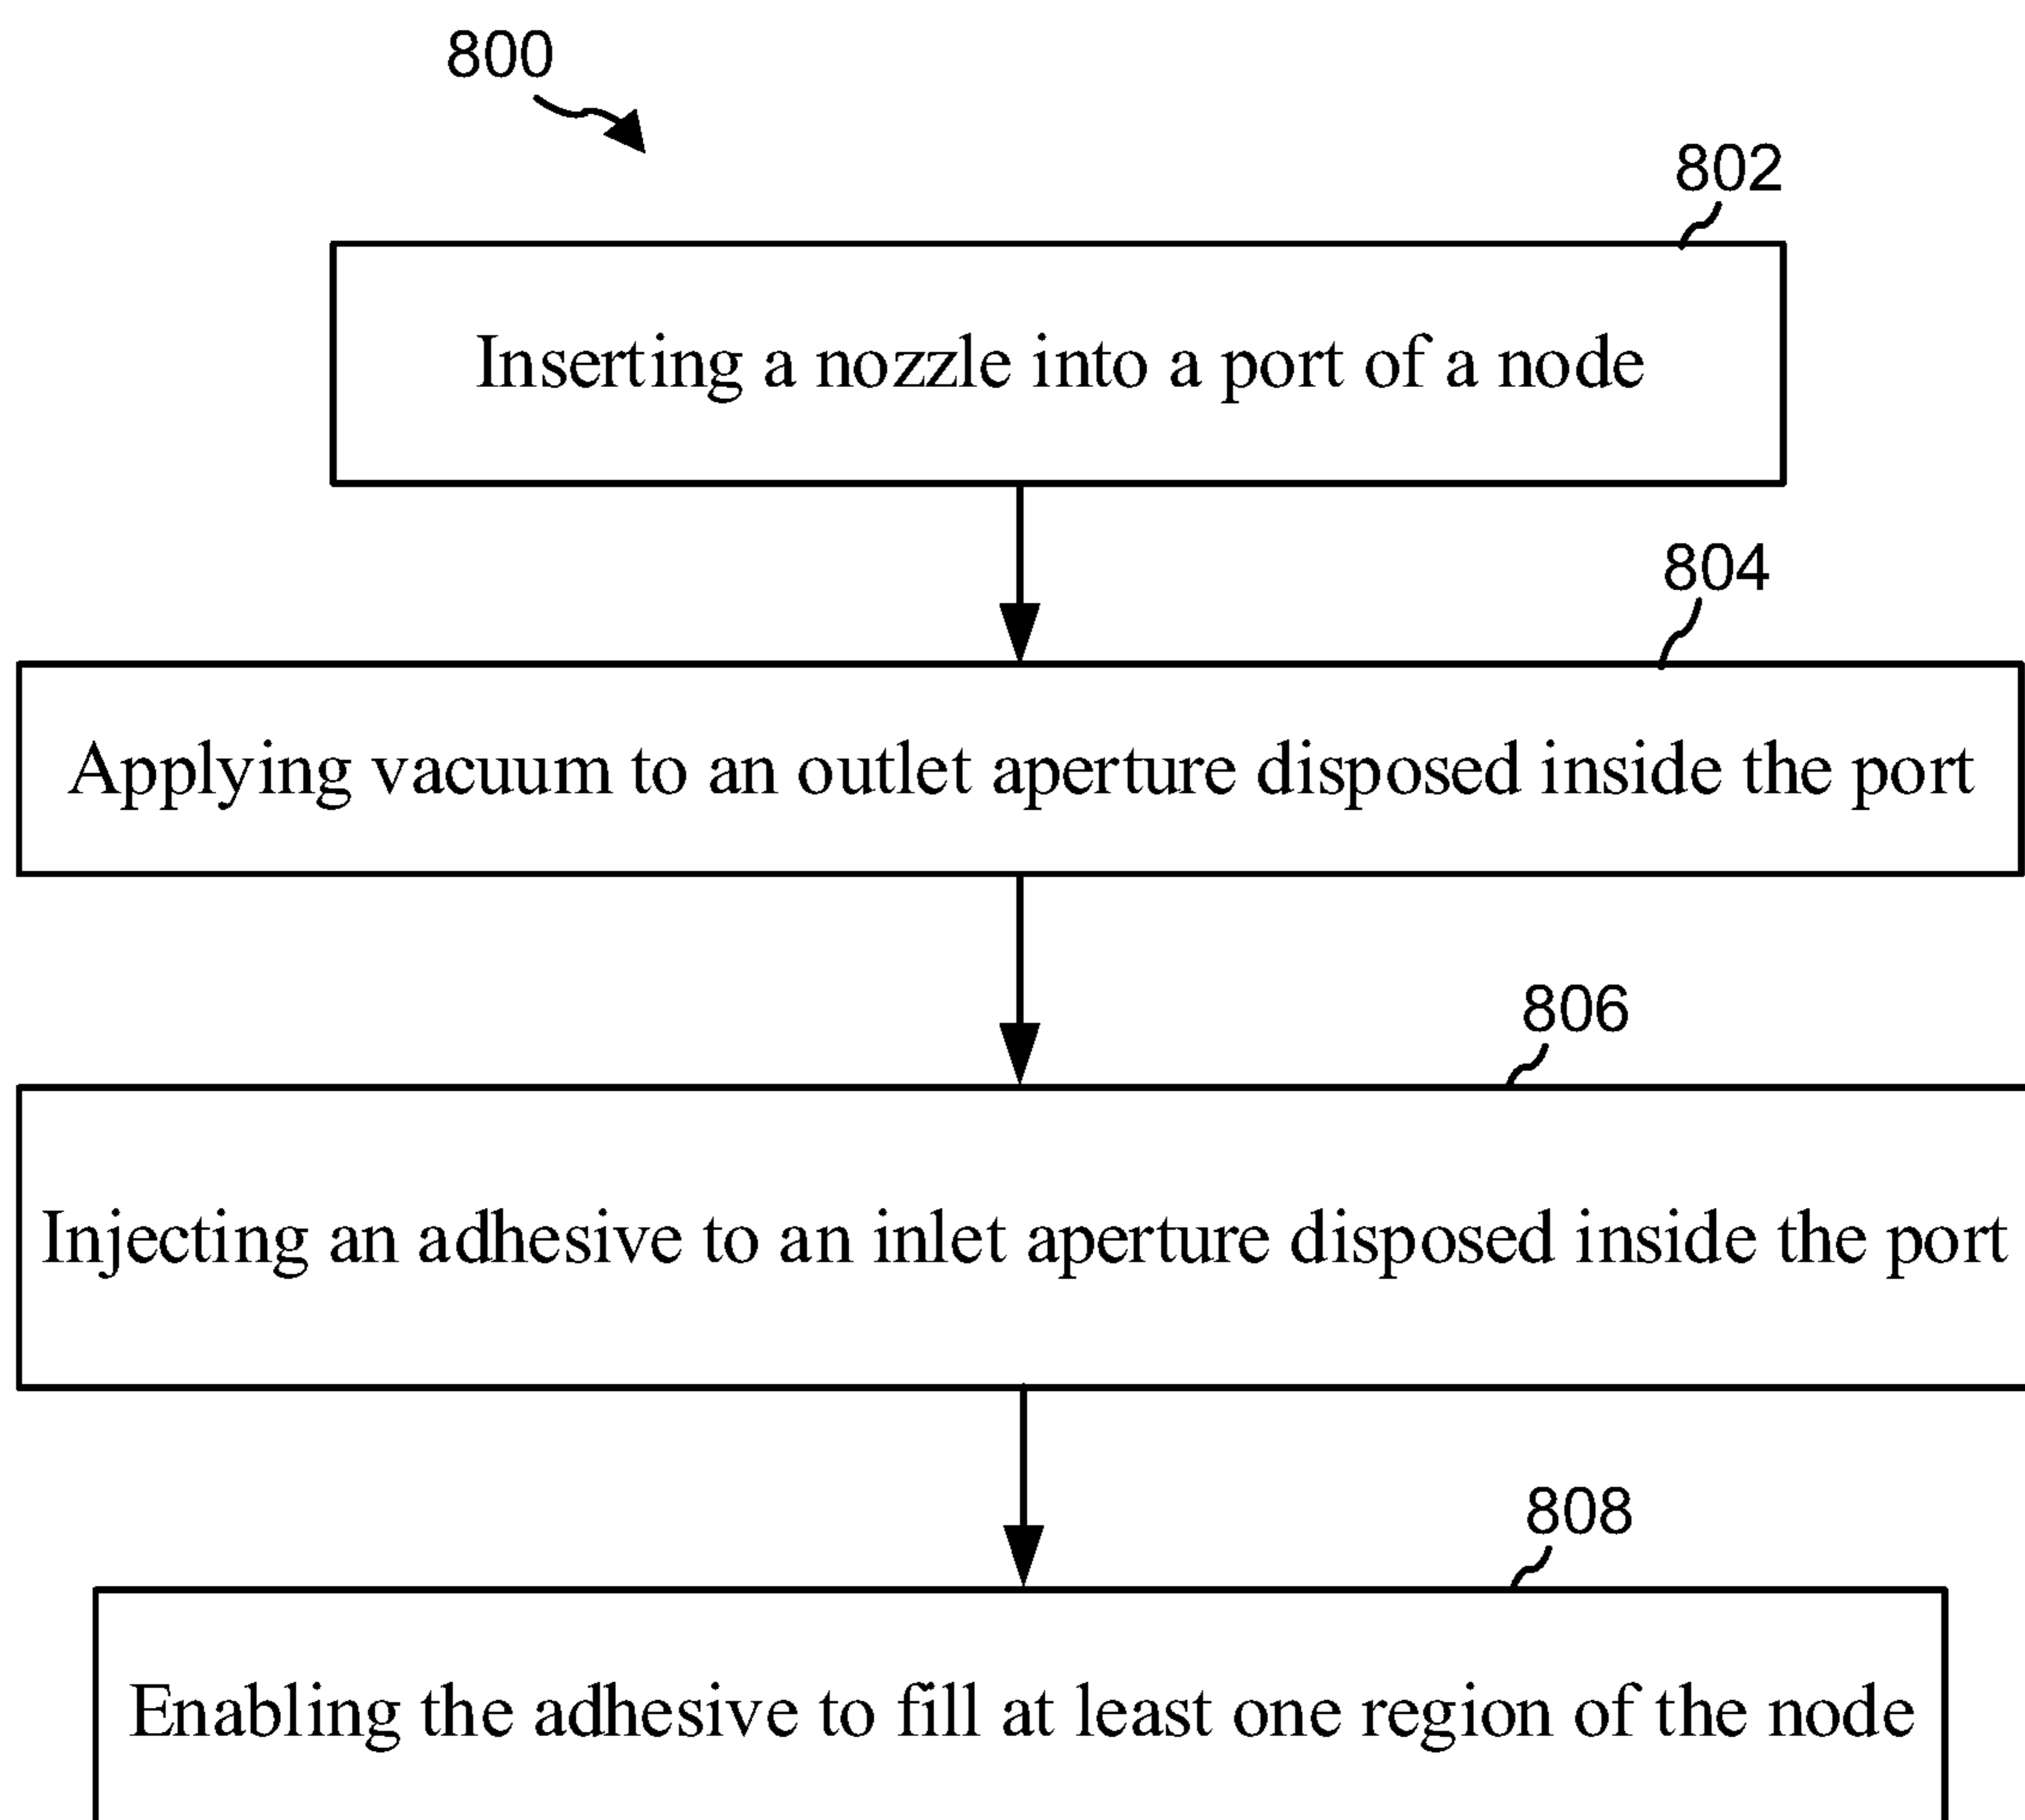 800
802
Inserting a nozzle into a port of a node
804
Applying vacuum to an outlet aperture disposed inside the port
806
Injecting an adhesive to an inlet aperture disposed inside the port
808
Enabling the adhesive to fill at least one region of the node